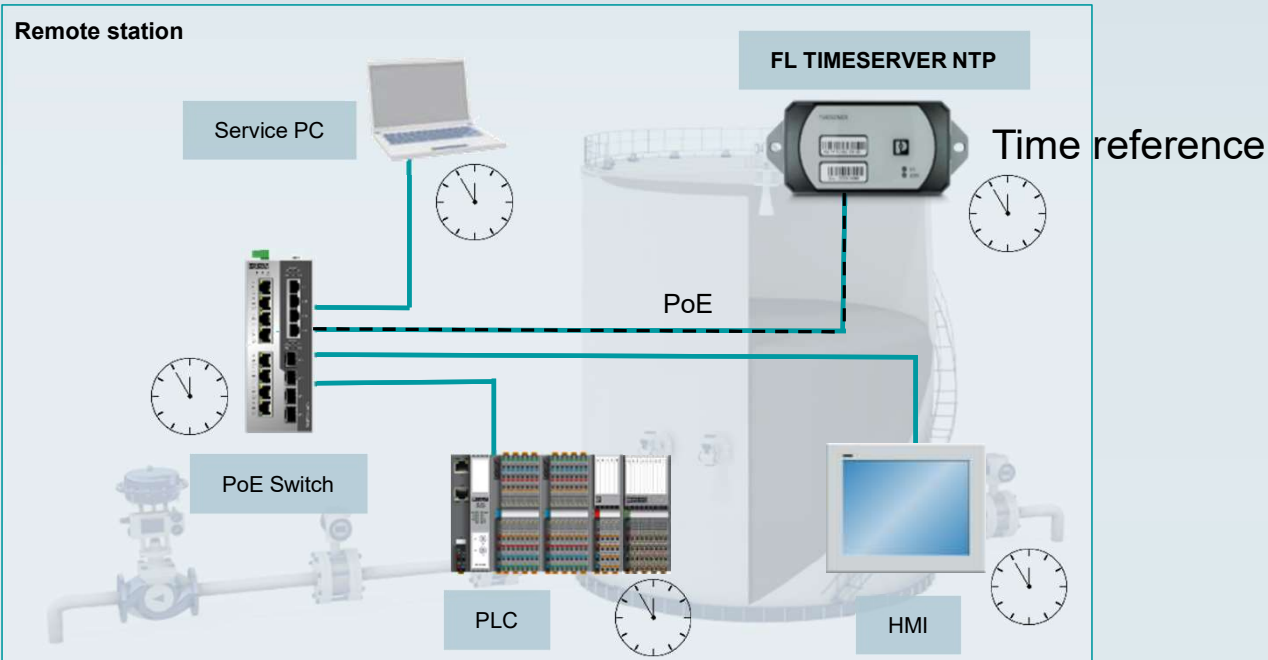 Remote station
FL TIMESERVER NTP
Service PC
Time reference
PoE
PoE Switch
PLC
HMI